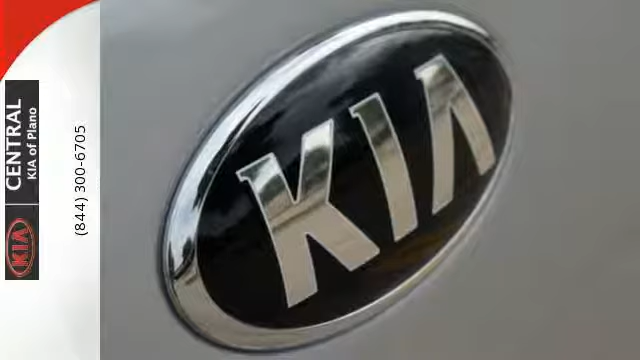 KIA
CENTRAL
KIA of Plano
(844) 300-6705
KIA